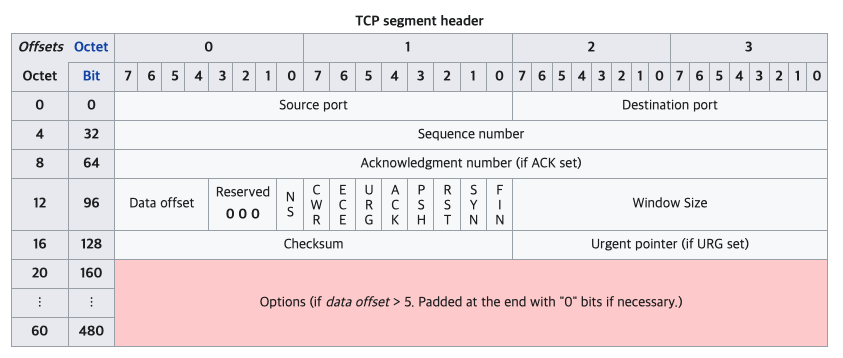 TCP segment header
Offsets Octet 0 1 2 3
Octet Bit 7 6 5 4 3 2 1 0 7 6 5 4 3 2 1 0 7 6 5 4 3 2 1 0 7 6 5 4 3 2 1 0
0 0 Source port Destination port
4 32 Sequence number
8 64 Acknowledgment number (if ACK set)
12 96 Data offset Reserved 0 0 0 NS CWR ECE URG ACK PSH RST SYN FIN Window Size
16 128 Checksum Urgent pointer (if URG set)
20 160
⋮ ⋮ Options (if data offset > 5. Padded at the end with "0" bits if necessary.)
60 480